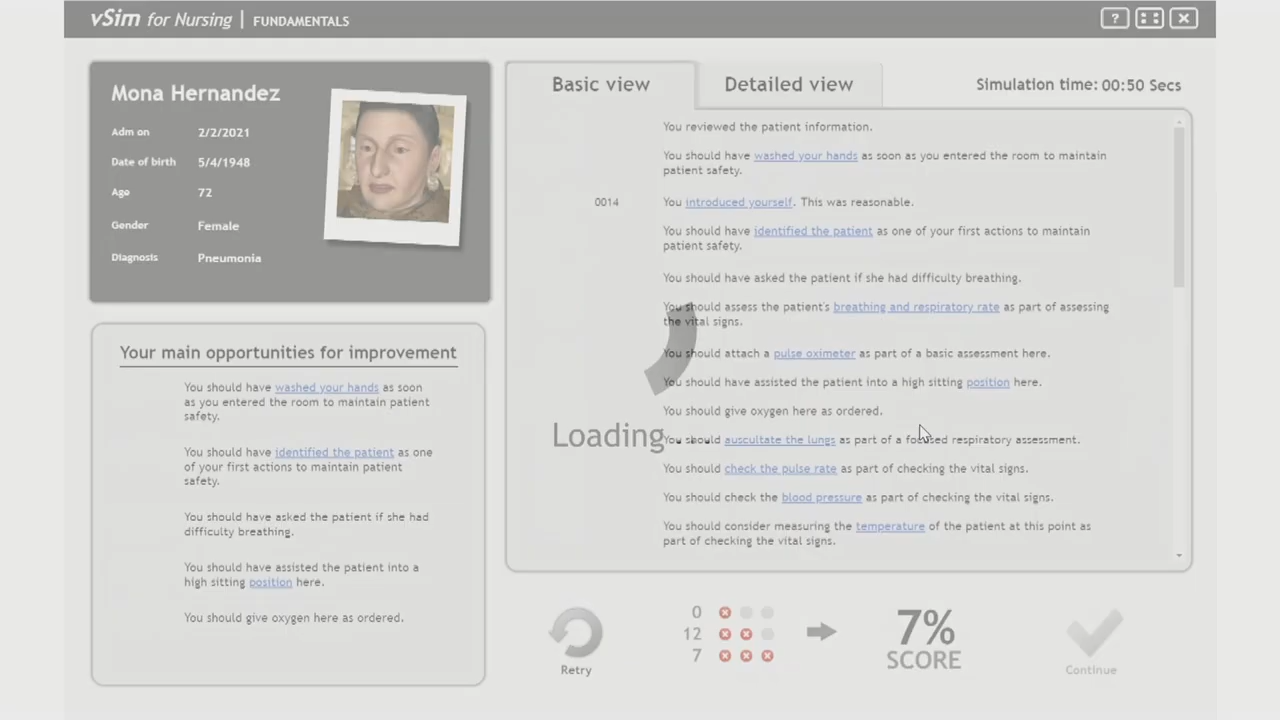 vSim for Nursing | FUNDAMENTALS
?
Mona Hernandez
Adm on 2/2/2021
Date of birth 5/4/1948
Age 72
Gender Female
Diagnosis Pneumonia
Your main opportunities for improvement
You should have washed your hands as soon
as you entered the room to maintain patient
safety.
You should have identified the patient as one
of your first actions to maintain patient
safety.
You should have asked the patient if she had
difficulty breathing.
You should have assisted the patient into a
high sitting position here.
You should give oxygen here as ordered.
Basic view
Detailed view
Simulation time: 00:50 Secs
You reviewed the patient information.
You should have washed your hands as soon as you entered the room to maintain
patient safety.
0014 You introduced yourself. This was reasonable.
You should have identified the patient as one of your first actions to maintain
patient safety.
You should have asked the patient if she had difficulty breathing.
You should assess the patient's breathing and respiratory rate as part of assessing
the vital signs.
You should attach a pulse oximeter as part of a basic assessment here.
You should have assisted the patient into a high sitting position here.
You should give oxygen here as ordered.
Loading...
You should auscultate the lungs as part of a focused respiratory assessment.
You should check the pulse rate as part of checking the vital signs.
You should check the blood pressure as part of checking the vital signs.
You should consider measuring the temperature of the patient at this point as
part of checking the vital signs.
Retry
0
12
7
7%
SCORE
Continue